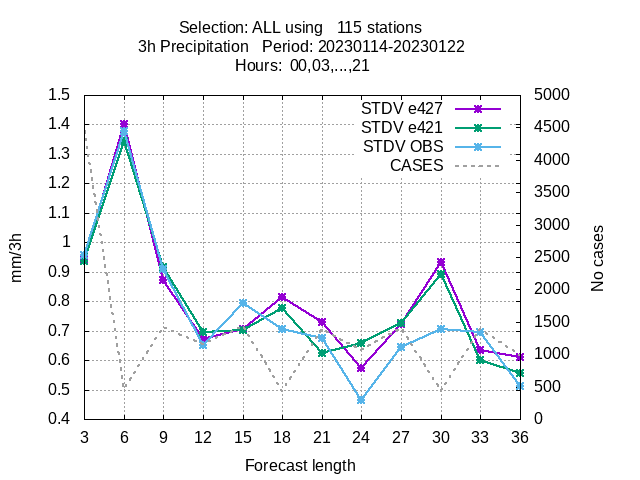 Selection: ALL using   115 stations
3h Precipitation   Period: 20230114-20230122
Hours:  00,03,...,21
STDV e427
STDV e421
STDV OBS
CASES
1.5
1.4
1.3
1.2
1.1
1
0.9
0.8
0.7
0.6
0.5
0.4
mm/3h
5000
4500
4000
3500
3000
2500
2000
1500
1000
500
0
No cases
3 6 9 12 15 18 21 24 27 30 33 36
Forecast length